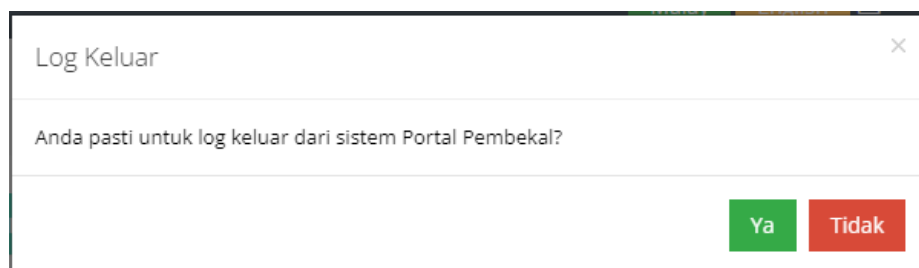 Log Keluar
Anda pasti untuk log keluar dari sistem Portal Pembekal?
Ya
Tidak